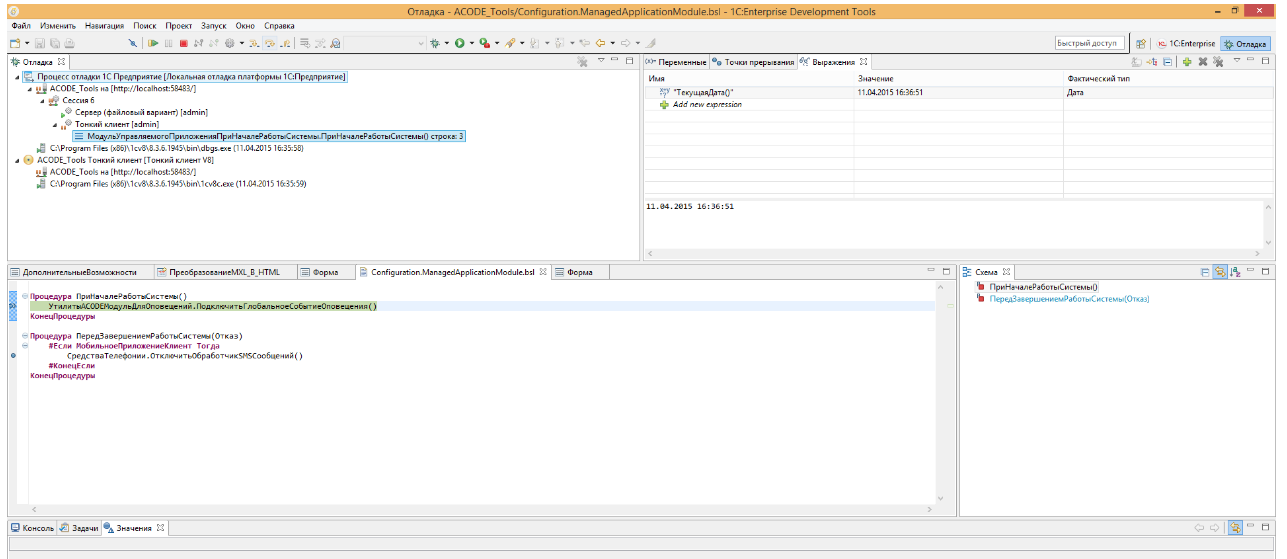 Отладка - ACODE_Tools/Configuration.ManagedApplicationModule.bsl - 1C:Enterprise Development Tools
Файл Изменить Навигация Поиск Проект Запуск Окно Справка
Быстрый доступ 1C:Enterprise Отладка
Отладка
Процесс отладки 1С Предприятие [Локальная отладка платформы 1С:Предприятие]
ACODE_Tools на [http://localhost:58483/]
Сессия 6
Сервер (файловый вариант) [admin]
Тонкий клиент [admin]
МодульУправляемогоПриложенияПриНачалеРаботыСистемы.ПриНачалеРаботыСистемы() строка: 3
C:\Program Files (x86)\1cv8\8.3.6.1945\bin\dbgs.exe (11.04.2015 16:35:58)
ACODE_Tools Тонкий клиент [Тонкий клиент V8]
ACODE_Tools на [http://localhost:58483/]
C:\Program Files (x86)\1cv8\8.3.6.1945\bin\1cv8c.exe (11.04.2015 16:35:59)
Переменные Точки прерывания Выражения
Имя Значение Фактический тип
"ТекущаяДата()" 11.04.2015 16:36:51 Дата
Add new expression
11.04.2015 16:36:51
ДополнительныеВозможности ПреобразованиеMXL_В_HTML Форма Configuration.ManagedApplicationModule.bsl Форма
Процедура ПриНачалеРаботыСистемы()
УтилитыACODEМодульДляОповещений.ПодключитьГлобальноеСобытиеОповещения()
КонецПроцедуры
Процедура ПередЗавершениемРаботыСистемы(Отказ)
#Если МобильноеПриложениеКлиент Тогда
СредстваТелефонии.ОтключитьОбработчикSMSСообщений()
#КонецЕсли
КонецПроцедуры
Схема
ПриНачалеРаботыСистемы()
ПередЗавершениемРаботыСистемы(Отказ)
Консоль Задачи Значения